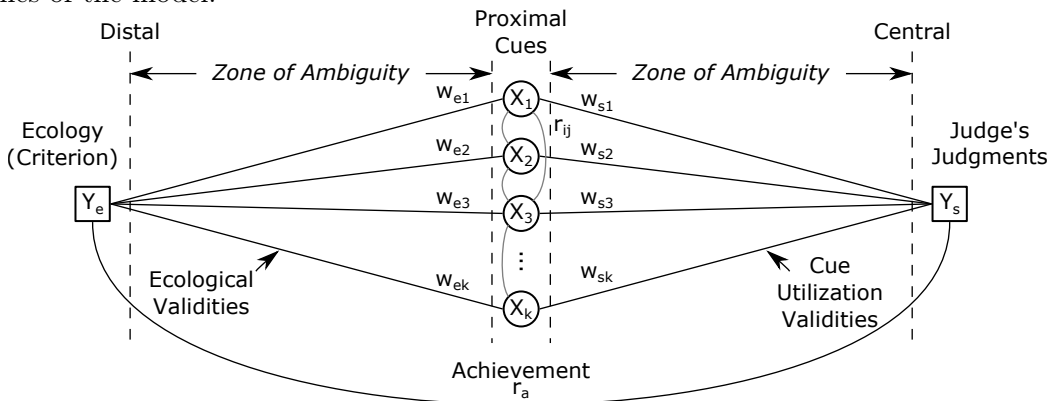 Distal
Proximal
Cues
Central
Zone of Ambiguity
Zone of Ambiguity
w_e1
X_1
w_s1
r_ij
Ecology
(Criterion)
w_e2
X_2
w_s2
Judge's
Judgments
Y_e
w_e3
X_3
w_s3
Y_s
Ecological
Validities
w_ek
⋮
w_sk
Cue
Utilization
Validities
X_k
Achievement
r_a